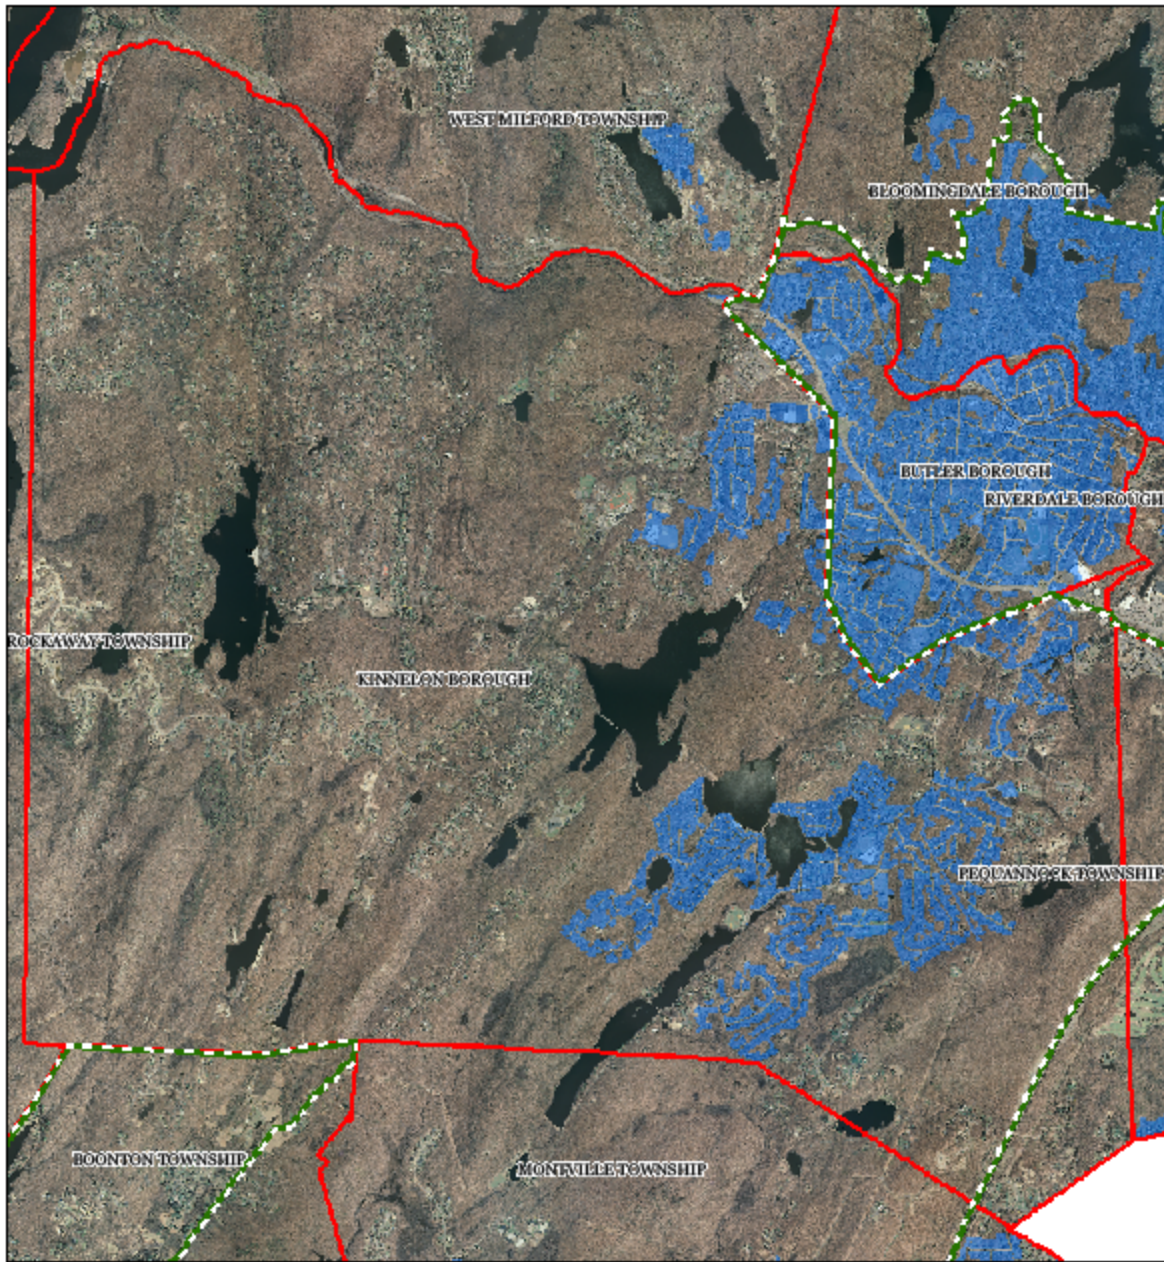 WEST MILFORD TOWNSHIP
BLOOMINGDALE BOROUGH
BUTLER BOROUGH
RIVERDALE BOROUGH
ROCKAWAY TOWNSHIP
KINNELON BOROUGH
PEQUANNOCK TOWNSHIP
BOONTON TOWNSHIP
MONTVILLE TOWNSHIP